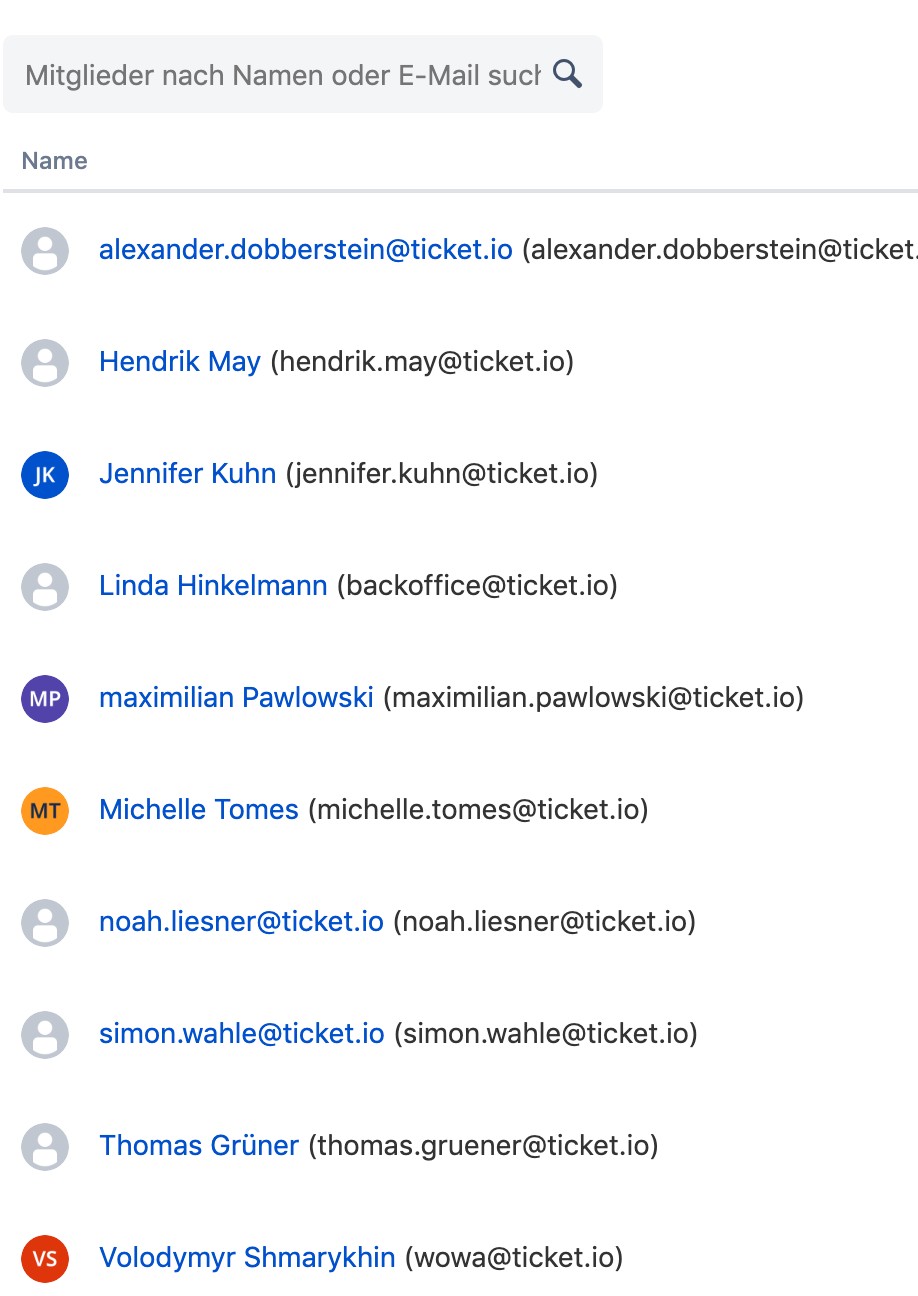 Mitglieder nach Namen oder E-Mail such
Name
alexander.dobberstein@ticket.io (alexander.dobberstein@ticket.
Hendrik May (hendrik.may@ticket.io)
JK Jennifer Kuhn (jennifer.kuhn@ticket.io)
Linda Hinkelmann (backoffice@ticket.io)
MP maximilian Pawlowski (maximilian.pawlowski@ticket.io)
MT Michelle Tomes (michelle.tomes@ticket.io)
noah.liesner@ticket.io (noah.liesner@ticket.io)
simon.wahle@ticket.io (simon.wahle@ticket.io)
Thomas Grüner (thomas.gruener@ticket.io)
VS Volodymyr Shmarykhin (wowa@ticket.io)